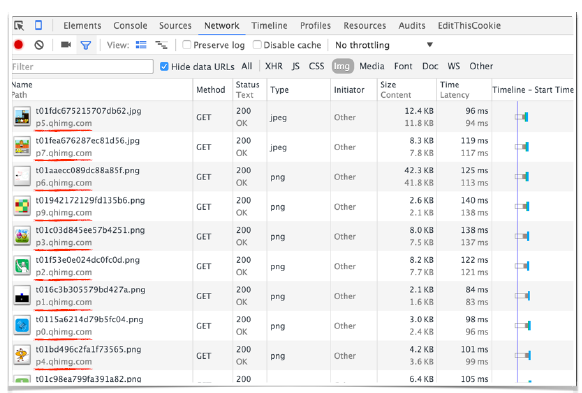 Elements Console Sources Network Timeline Profiles Resources Audits EditThisCookie
View: Preserve log Disable cache No throttling
Filter Hide data URLs All XHR JS CSS Img Media Font Doc WS Other
Name Method Status Type Initiator Size Time Timeline – Start Time
Path Text Content Latency
t01fdc675215707db62.jpg GET 200 jpeg Other 12.4 KB 96 ms
p5.qhimg.com OK 11.8 KB 94 ms
t01fea676287ec81d56.jpg GET 200 jpeg Other 8.3 KB 119 ms
p7.qhimg.com OK 7.8 KB 117 ms
t01aaecc089dc88a85f.png GET 200 png Other 42.3 KB 125 ms
p6.qhimg.com OK 41.8 KB 113 ms
t01942172129fd135b6.png GET 200 png Other 2.6 KB 140 ms
p9.qhimg.com OK 2.1 KB 138 ms
t01c03d845ee57b4251.png GET 200 png Other 8.0 KB 138 ms
p3.qhimg.com OK 7.5 KB 137 ms
t01f53e0e024dc0fc0d.png GET 200 png Other 8.2 KB 122 ms
p2.qhimg.com OK 7.7 KB 121 ms
t016c3b305579bd427a.png GET 200 png Other 2.1 KB 84 ms
p1.qhimg.com OK 1.6 KB 83 ms
t0115a6214d79b5fc04.png GET 200 png Other 3.0 KB 98 ms
p0.qhimg.com OK 2.4 KB 96 ms
t01bd496c2fa1f73565.png GET 200 png Other 4.2 KB 101 ms
p4.qhimg.com OK 3.6 KB 99 ms
t01c98ea799fa391a82.png 200 6.4 KB 105 ms